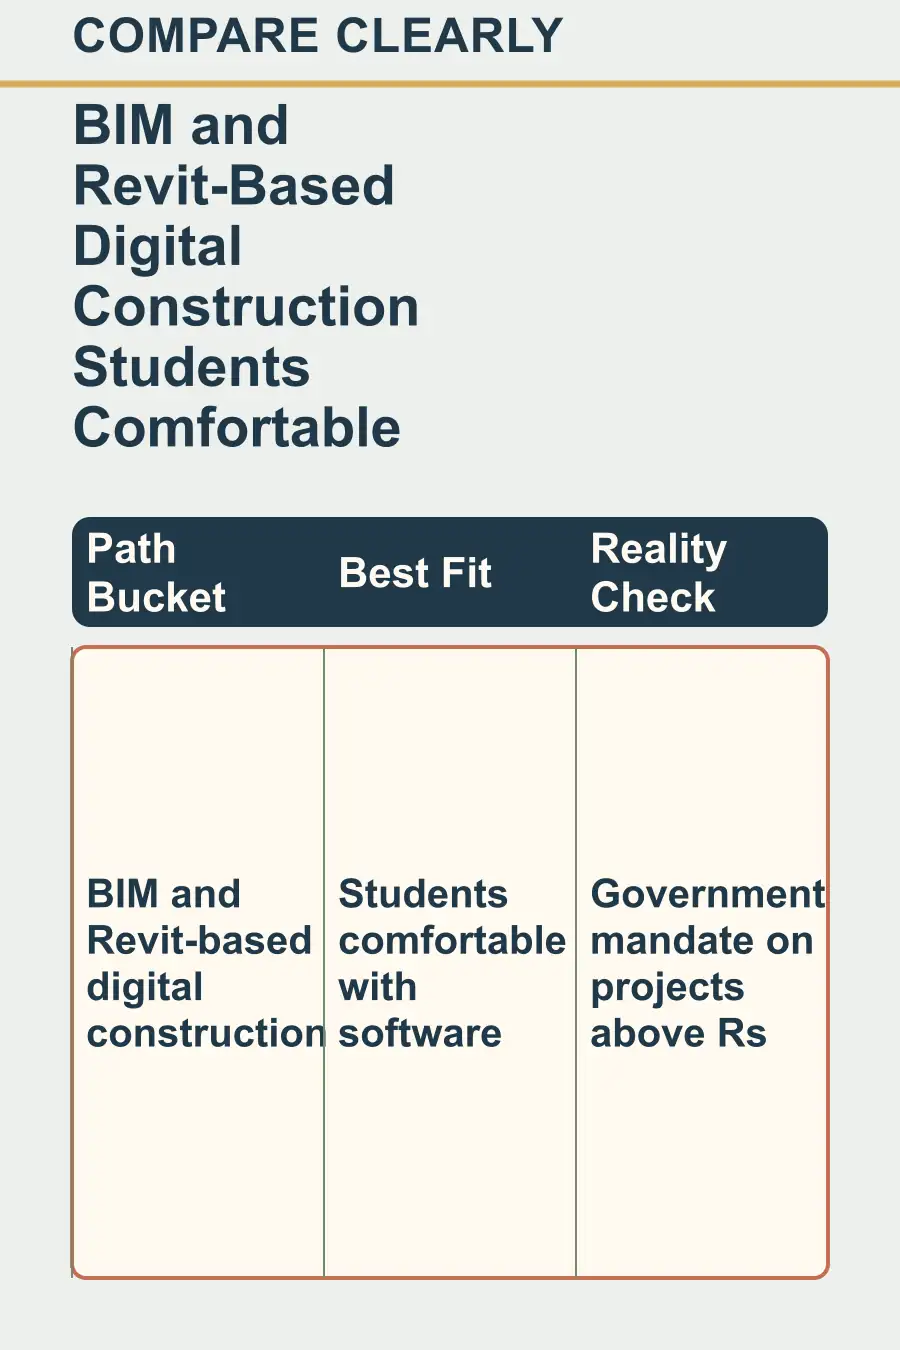 COMPARE CLEARLY
BIM and
Revit-Based
Digital
Construction
Students
Comfortable
Path
Bucket
Best Fit
Reality
Check
BIM and
Revit-based
digital
construction
Students
comfortable
with
software
Government
mandate on
projects
above Rs